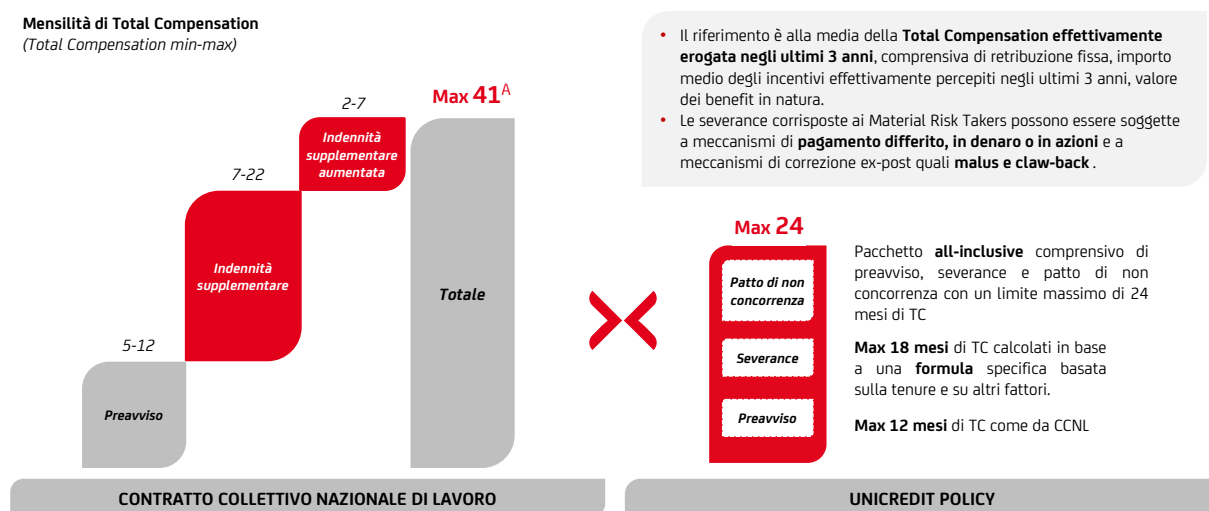 Mensilità di Total Compensation
(Total Compensation min-max)
Max 41A
2-7
Indennità
supplementare
aumentata
7-22
Indennità
supplementare
Totale
5-12
Preavviso
CONTRATTO COLLETTIVO NAZIONALE DI LAVORO
• Il riferimento è alla media della Total Compensation effettivamente
erogata negli ultimi 3 anni, comprensiva di retribuzione fissa, importo
medio degli incentivi effettivamente percepiti negli ultimi 3 anni, valore
dei benefit in natura.
• Le severance corrisposte ai Material Risk Takers possono essere soggette
a meccanismi di pagamento differito, in denaro o in azioni e a
meccanismi di correzione ex-post quali malus e claw-back .
Max 24
Patto di non
concorrenza
Severance
Preavviso
Pacchetto all-inclusive comprensivo di
preavviso, severance e patto di non
concorrenza con un limite massimo di 24
mesi di TC
Max 18 mesi di TC calcolati in base
a una formula specifica basata
sulla tenure e su altri fattori.
Max 12 mesi di TC come da CCNL
UNICREDIT POLICY